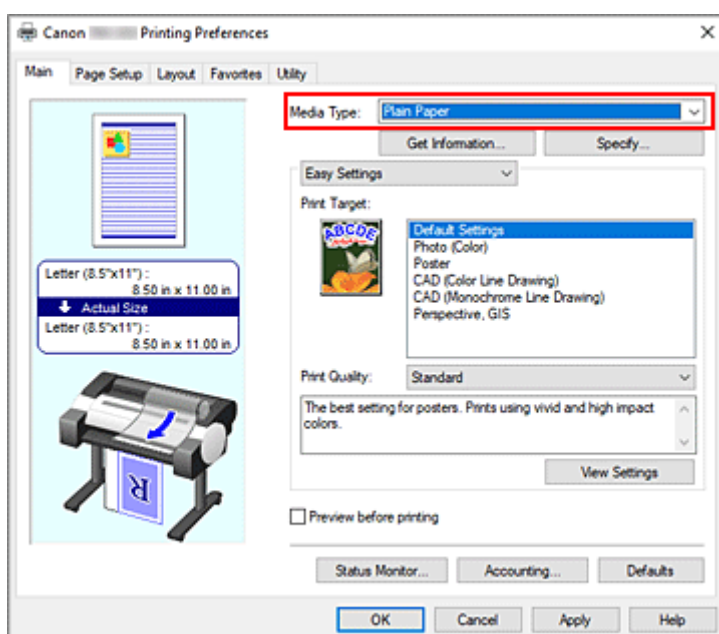 Canon Printing Preferences
Main Page Setup Layout Favorites Utility
Media Type: Plain Paper
Get Information... Specify...
Easy Settings
Print Target:
ABCDE
Default Settings
Photo (Color)
Poster
CAD (Color Line Drawing)
CAD (Monochrome Line Drawing)
Perspective, GIS
Letter (8.5"x11") :
8.50 in x 11.00 in
Actual Size
Letter (8.5"x11") :
8.50 in x 11.00 in
Print Quality: Standard
The best setting for posters. Prints using vivid and high impact
colors.
View Settings
R
Preview before printing
Status Monitor... Accounting... Defaults
OK Cancel Apply Help